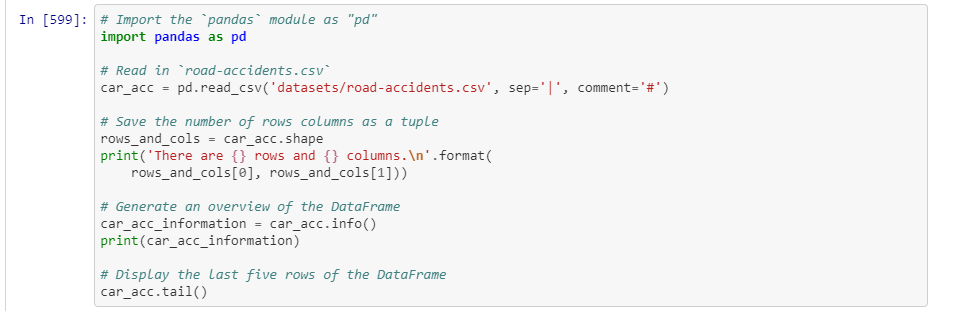 In [599]: # Import the `pandas` module as "pd"
import pandas as pd
# Read in `road-accidents.csv`
car_acc = pd.read_csv('datasets/road-accidents.csv', sep='|', comment='#')
# Save the number of rows columns as a tuple
rows_and_cols = car_acc.shape
print('There are {} rows and {} columns.\n'.format(
    rows_and_cols[0], rows_and_cols[1]))
# Generate an overview of the DataFrame
car_acc_information = car_acc.info()
print(car_acc_information)
# Display the last five rows of the DataFrame
car_acc.tail()